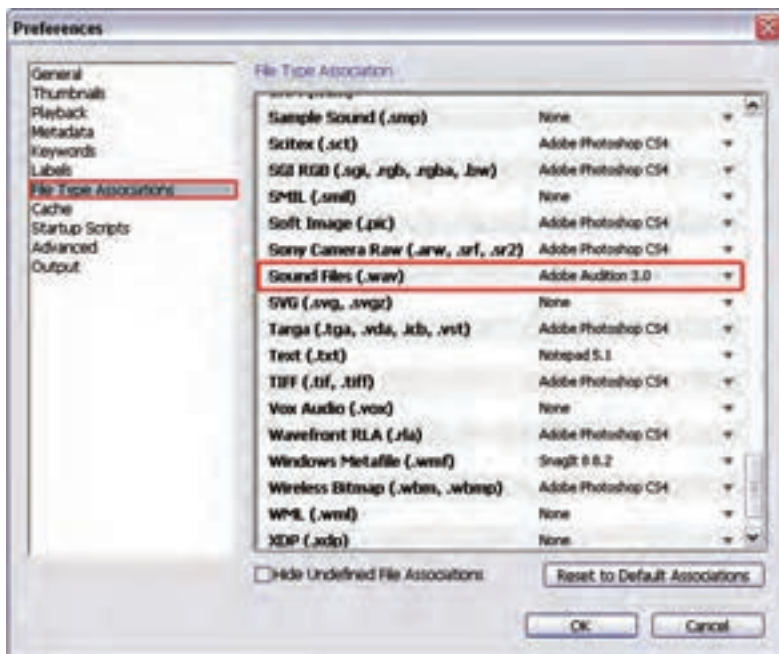 Preferences
General
Thumbnails
Playback
Metadata
Keywords
Labels
File Type Associations
Cache
Startup Scripts
Advanced
Output
File Type Association
Sample Sound (.smp) None
Scitex (.sct) Adobe Photoshop CS4
SGI RGB (.sgi, .rgb, .rgba, .bw) Adobe Photoshop CS4
SMIL (.smil) None
Soft Image (.pic) Adobe Photoshop CS4
Sony Camera Raw (.arw, .srf, .sr2) Adobe Photoshop CS4
Sound Files (.wav) Adobe Audition 3.0
SVG (.svg, .svgz) None
Targa (.tga, .vda, .icb, .vst) Adobe Photoshop CS4
Text (.txt) Notepad 5.1
TIFF (.tif, .tiff) Adobe Photoshop CS4
Vox Audio (.vox) None
Wavefront RLA (.rla) Adobe Photoshop CS4
Windows Metafile (.wmf) SnagIt 8 8.2
Wireless Bitmap (.wbm, .wbmp) Adobe Photoshop CS4
WML (.wml) None
XDP (.xdp) None
Hide Undefined File Associations
Reset to Default Associations
OK
Cancel